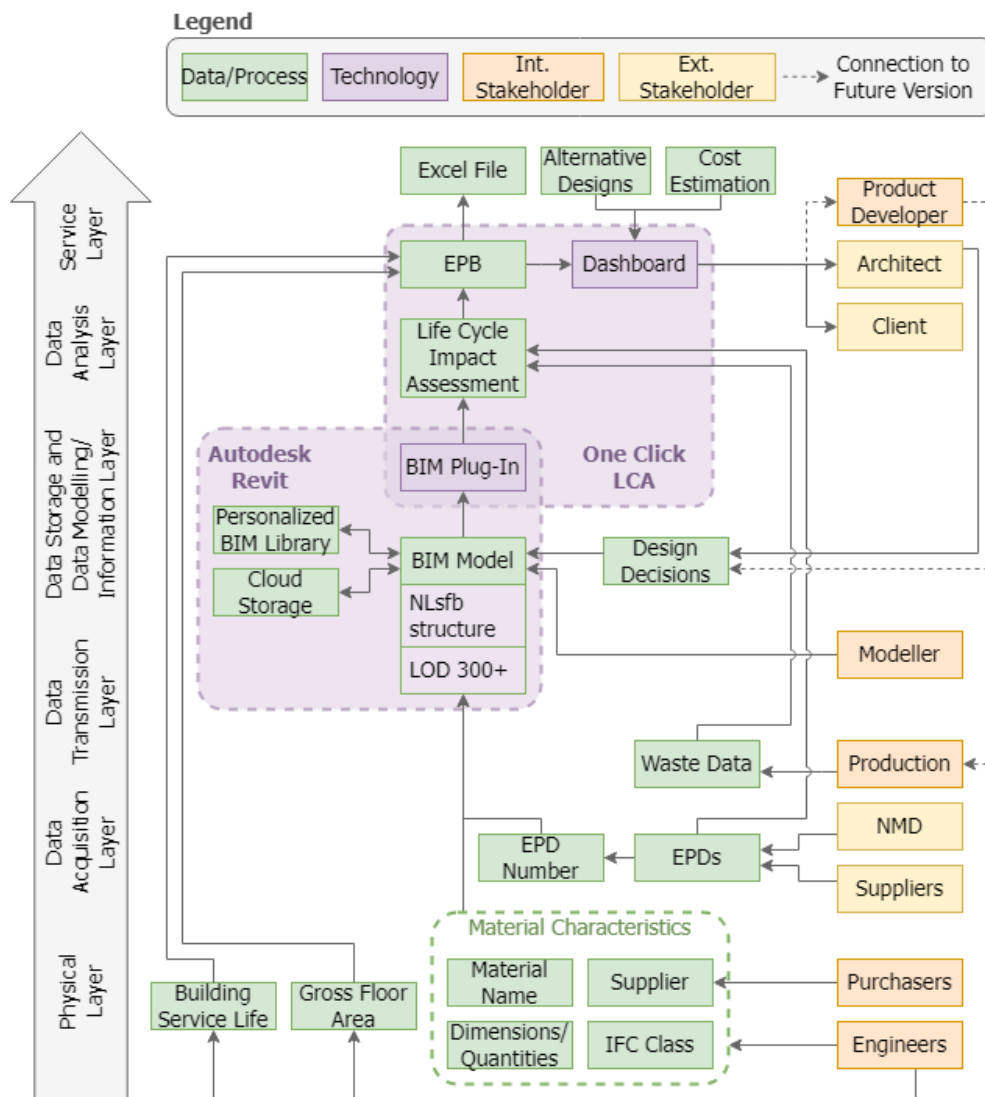 Legend
Data/Process
Technology
Int.
Stakeholder
Ext.
Stakeholder
Connection to
Future Version
Service
Layer
Data
Analysis
Layer
Data Storage and
Data Modelling/
Information Layer
Data
Transmission
Layer
Data
Acquisition
Layer
Physical
Layer
Excel File
Alternative
Designs
Cost
Estimation
Product
Developer
EPB
Dashboard
Architect
Client
Life Cycle
Impact
Assessment
Autodesk
Revit
BIM Plug-In
One Click
LCA
Personalized
BIM Library
Cloud
Storage
BIM Model
NLsfb
structure
LOD 300+
Design
Decisions
Modeller
Waste Data
Production
EPD
Number
EPDs
NMD
Suppliers
Material Characteristics
Material
Name
Supplier
Dimensions/
Quantities
IFC Class
Purchasers
Engineers
Building
Service Life
Gross Floor
Area